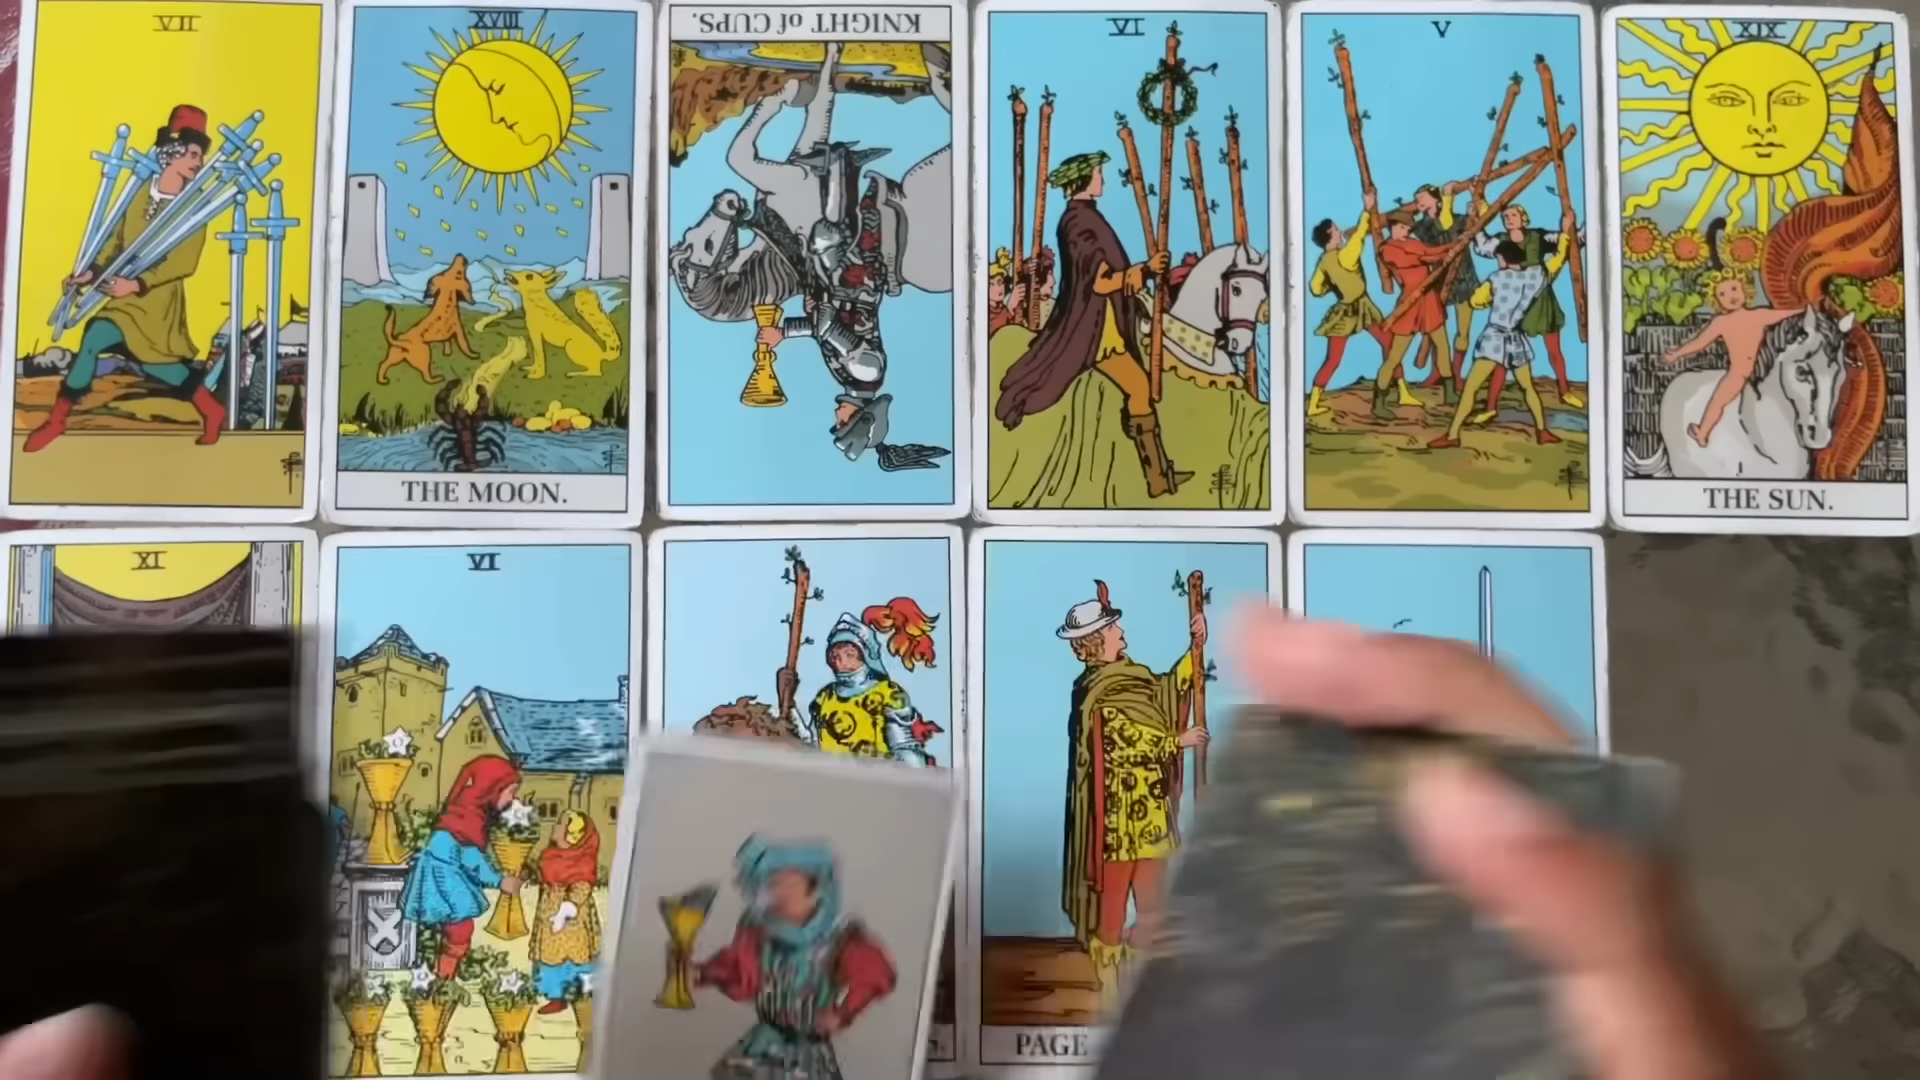 VII
XVIII
THE MOON.
KNIGHT of CUPS.
VI
V
XIX
THE SUN.
XI
VI
PAGE